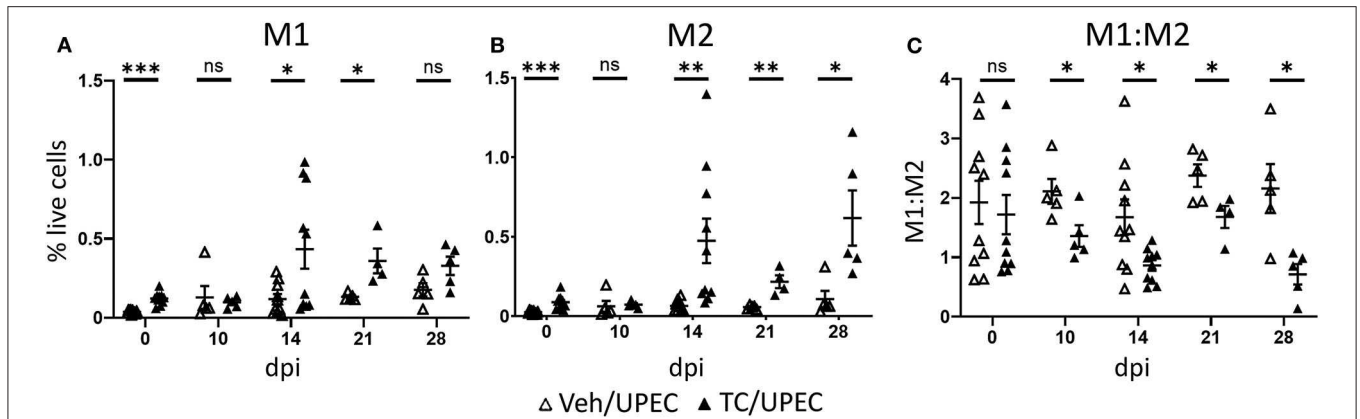 A M1
*** ns * * ns
1.5
1.0
0.5
0
% live cells
0 10 14 21 28
dpi
B M2
*** ns ** ** *
1.5
1.0
0.5
0
0 10 14 21 28
dpi
C M1:M2
ns * * * *
4
3
2
1
0
M1:M2
0 10 14 21 28
dpi
△ Veh/UPEC ▲ TC/UPEC